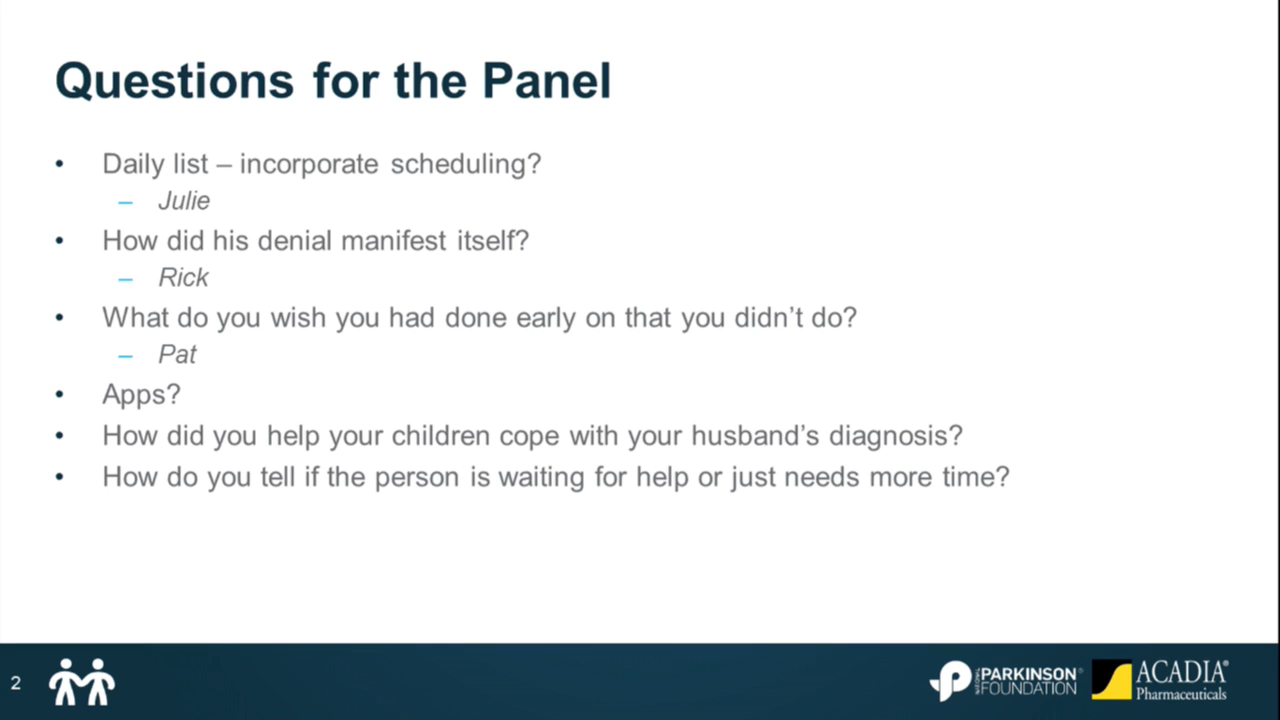 Questions for the Panel
• Daily list – incorporate scheduling?
– Julie
• How did his denial manifest itself?
– Rick
• What do you wish you had done early on that you didn’t do?
– Pat
• Apps?
• How did you help your children cope with your husband’s diagnosis?
• How do you tell if the person is waiting for help or just needs more time?
2
NATIONAL
PARKINSON®
FOUNDATION
ACADIA®
Pharmaceuticals